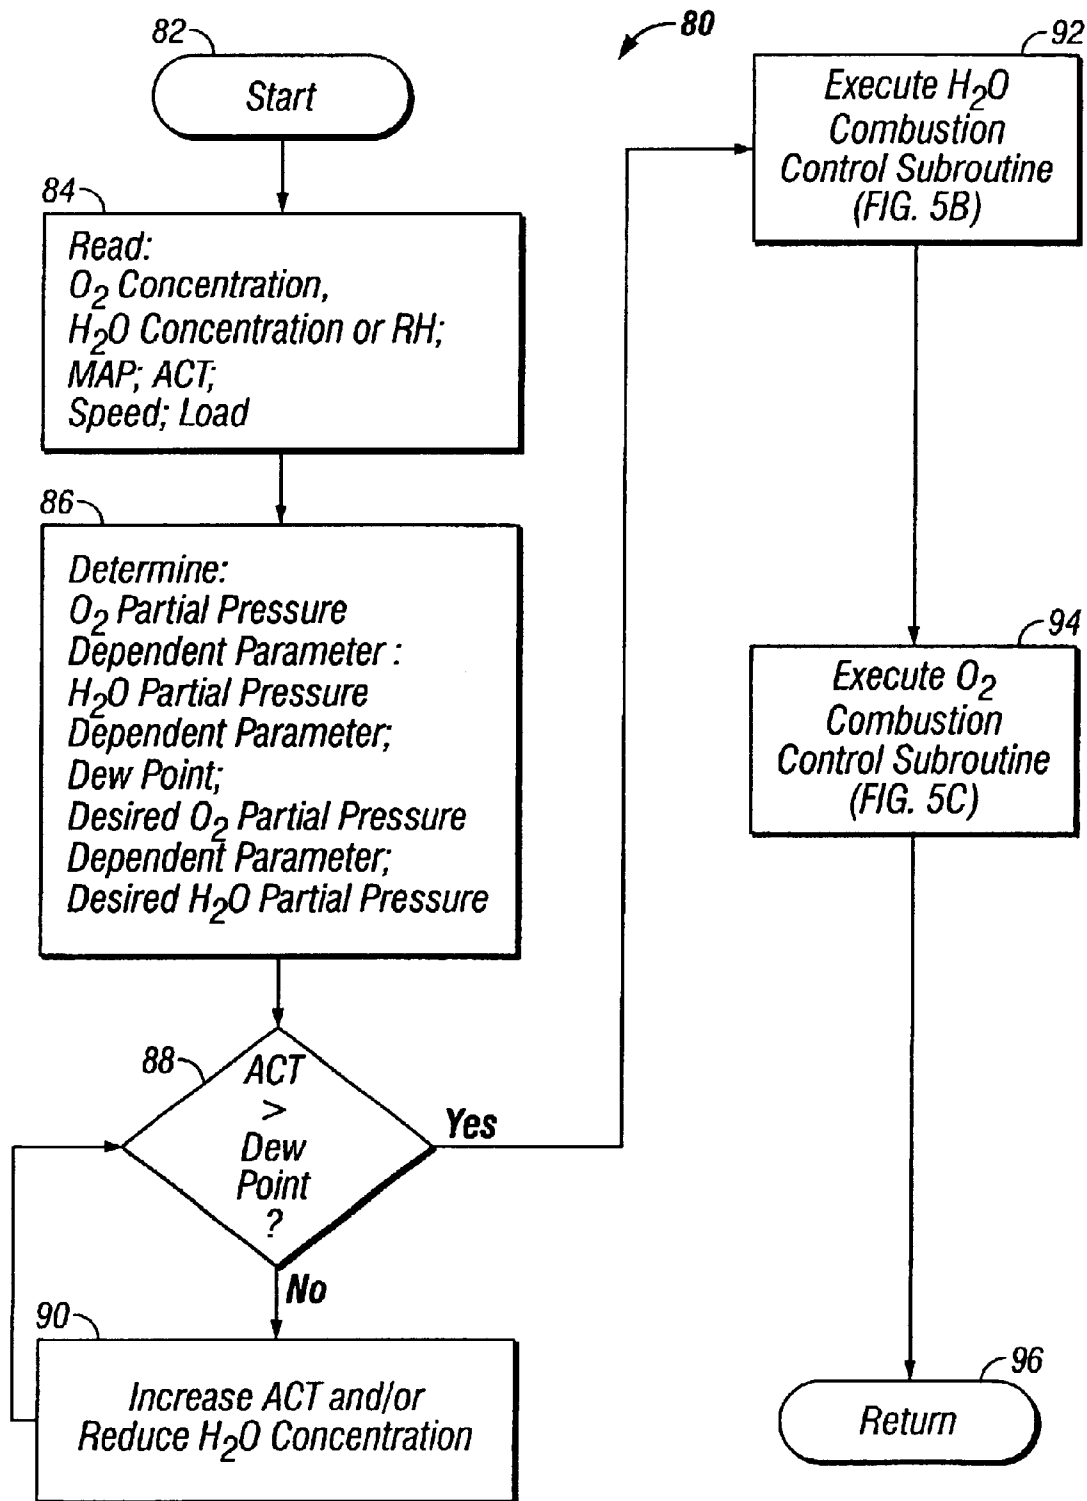 82
Start
84
Read:
O₂ Concentration,
H₂O Concentration or RH;
MAP; ACT;
Speed; Load
86
Determine:
O₂ Partial Pressure
Dependent Parameter :
H₂O Partial Pressure
Dependent Parameter;
Dew Point;
Desired O₂ Partial Pressure
Dependent Parameter;
Desired H₂O Partial Pressure
88
ACT
>
Dew
Point
?
Yes
No
90
Increase ACT and/or
Reduce H₂O Concentration
80
92
Execute H₂O
Combustion
Control Subroutine
(FIG. 5B)
94
Execute O₂
Combustion
Control Subroutine
(FIG. 5C)
96
Return